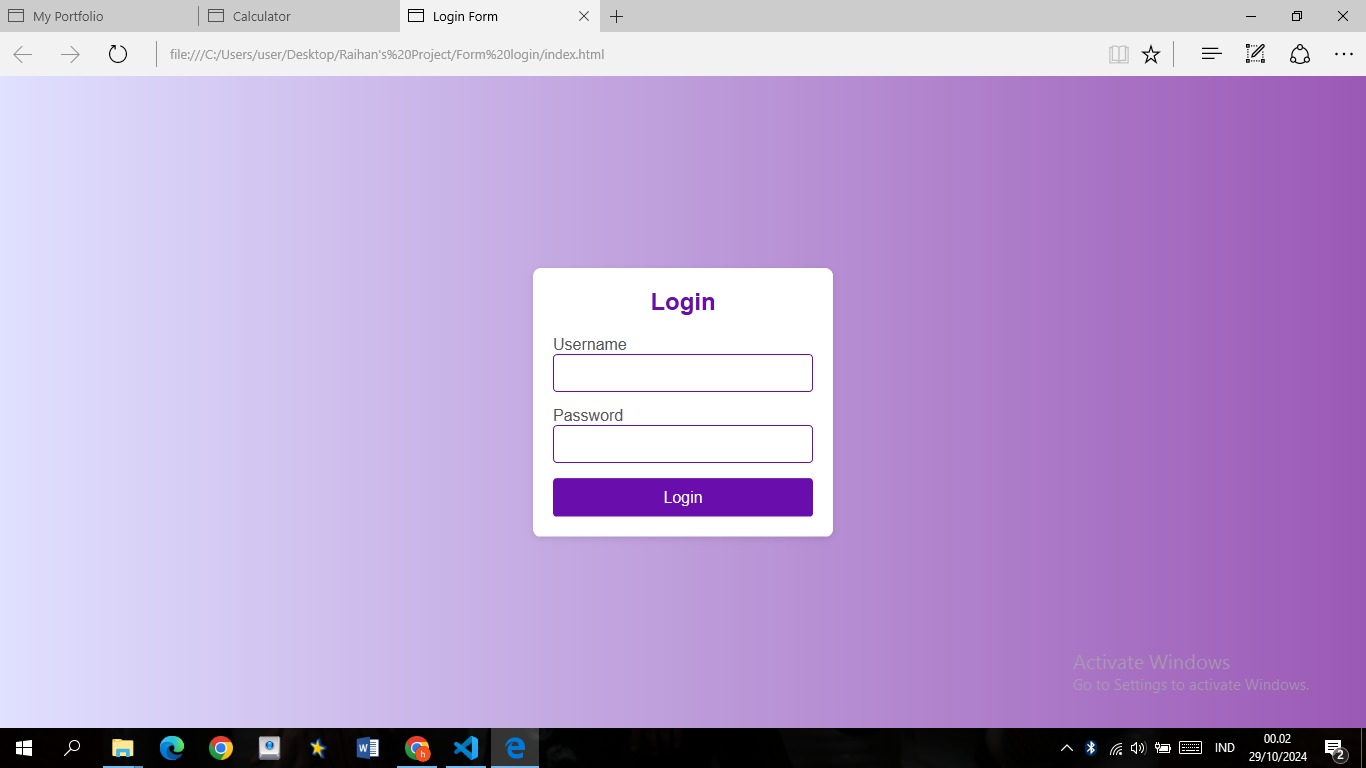 My Portfolio
Calculator
Login Form
file:///C:/Users/user/Desktop/Raihan's%20Project/Form%20login/index.html
Login
Username
Password
Login
Activate Windows
Go to Settings to activate Windows.
IND
00.02
29/10/2024
2